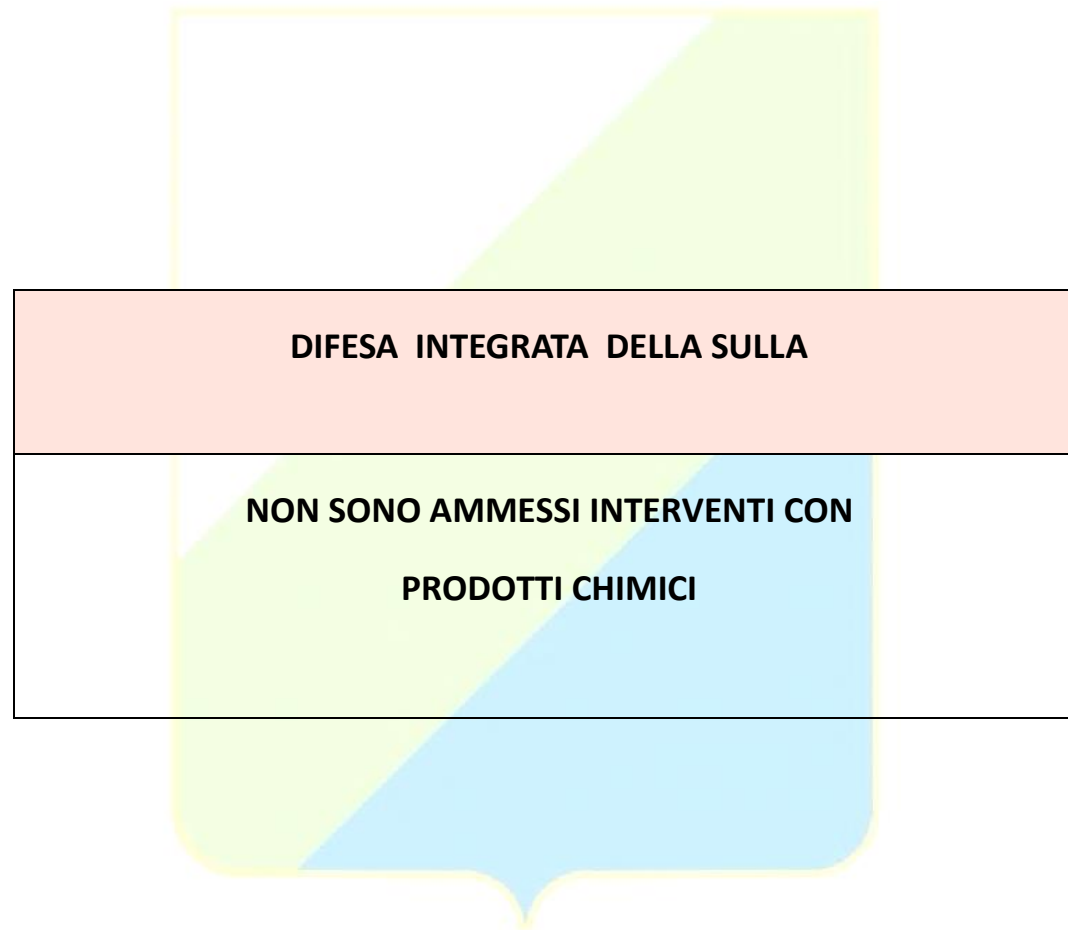 DIFESA INTEGRATA DELLA SULLA
NON SONO AMMESSI INTERVENTI CON
PRODOTTI CHIMICI